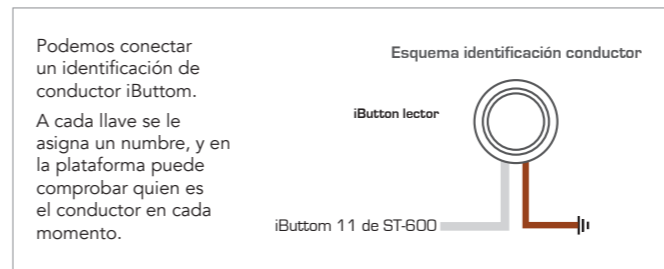 Podemos conectar
un identificación de
conductor iButtom.
A cada llave se le
asigna un numbre, y en
la plataforma puede
comprobar quien es
el conductor en cada
momento.
Esquema identificación conductor
iButton lector
iButtom 11 de ST-600